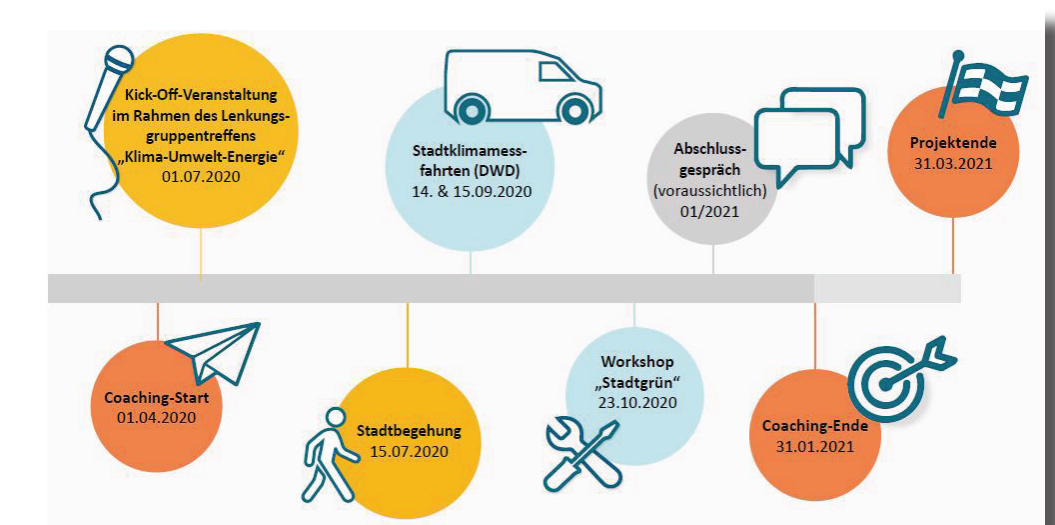 Kick-Off-Veranstaltung
im Rahmen des Lenkungs-
gruppentreffens
„Klima-Umwelt-Energie“
01.07.2020
Stadtklimamess-
fahrten (DWD)
14. & 15.09.2020
Abschluss-
gespräch
(voraussichtlich)
01/2021
Projektende
31.03.2021
Coaching-Start
01.04.2020
Stadtbegehung
15.07.2020
Workshop
„Stadtgrün“
23.10.2020
Coaching-Ende
31.01.2021